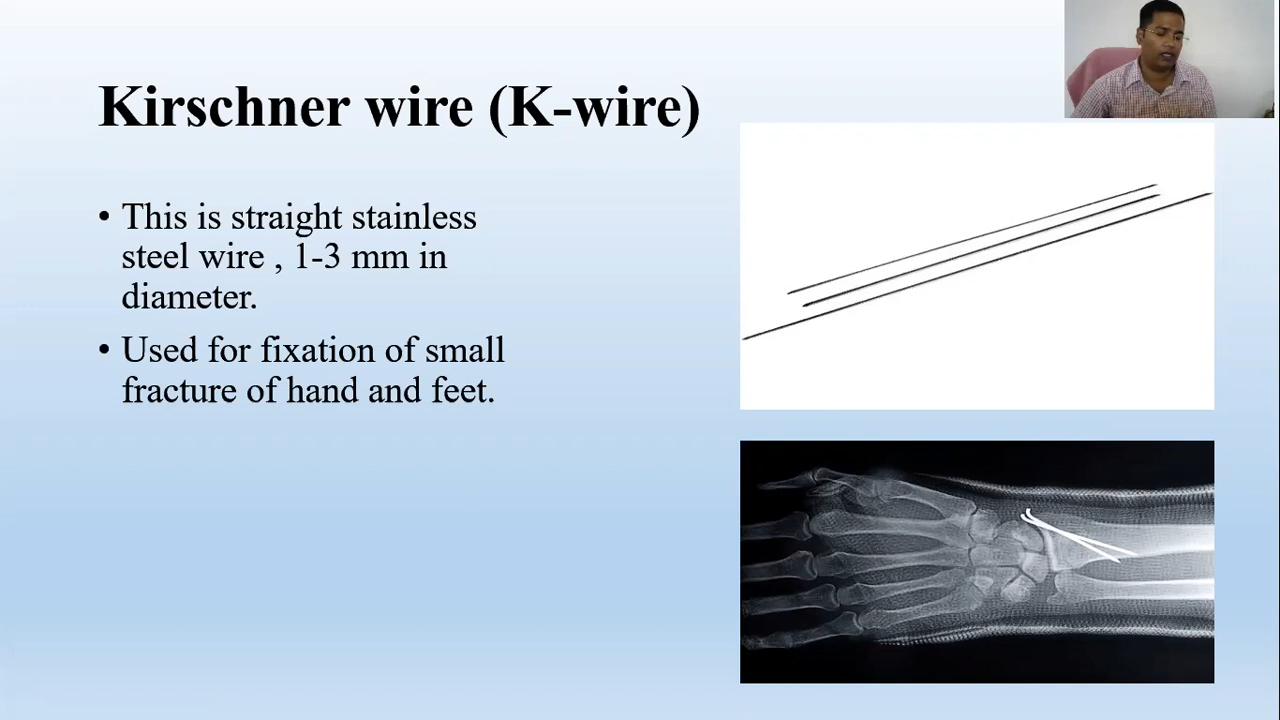 Kirschner wire (K-wire)
• This is straight stainless
steel wire , 1-3 mm in
diameter.
• Used for fixation of small
fracture of hand and feet.